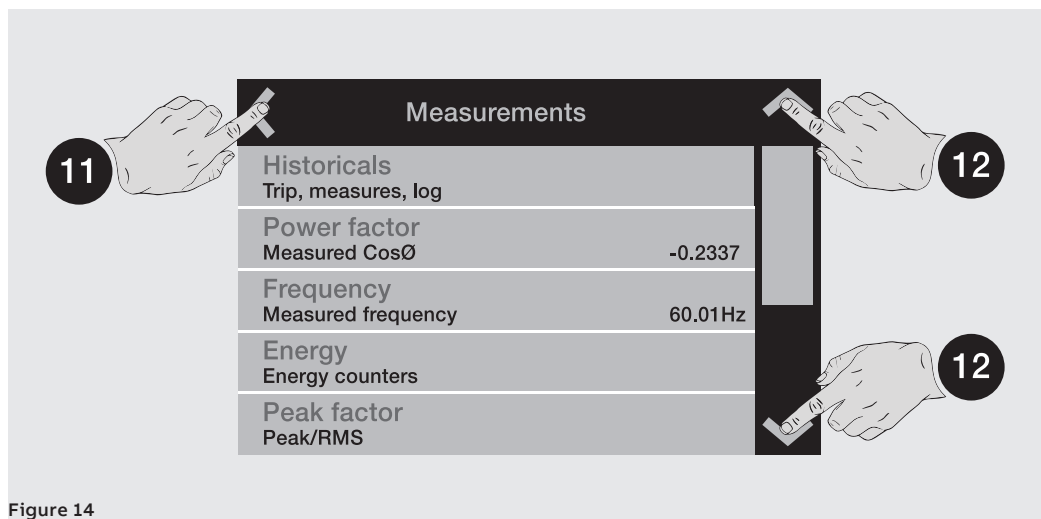 Measurements
11
12
Historicals
Trip, measures, log
Power factor
Measured CosØ -0.2337
Frequency
Measured frequency 60.01Hz
Energy
Energy counters
12
Peak factor
Peak/RMS
Figure 14